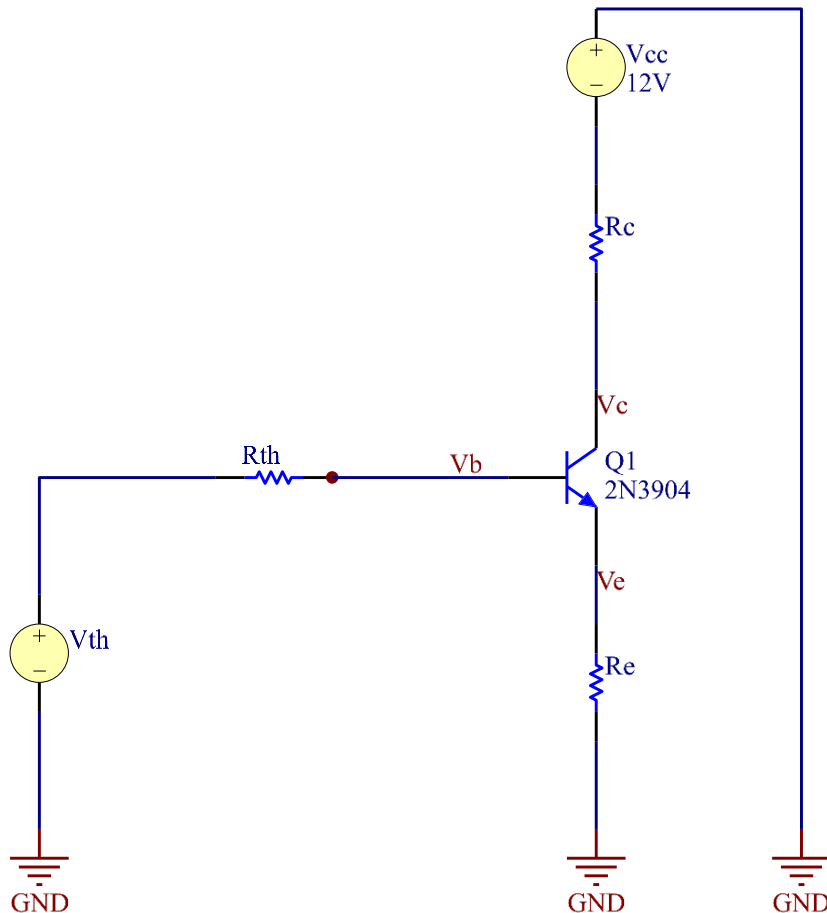 +
Vcc
12V
−
Rc
Vc
Rth
Vb
Q1
2N3904
Ve
+
Vth
−
Re
GND
GND
GND